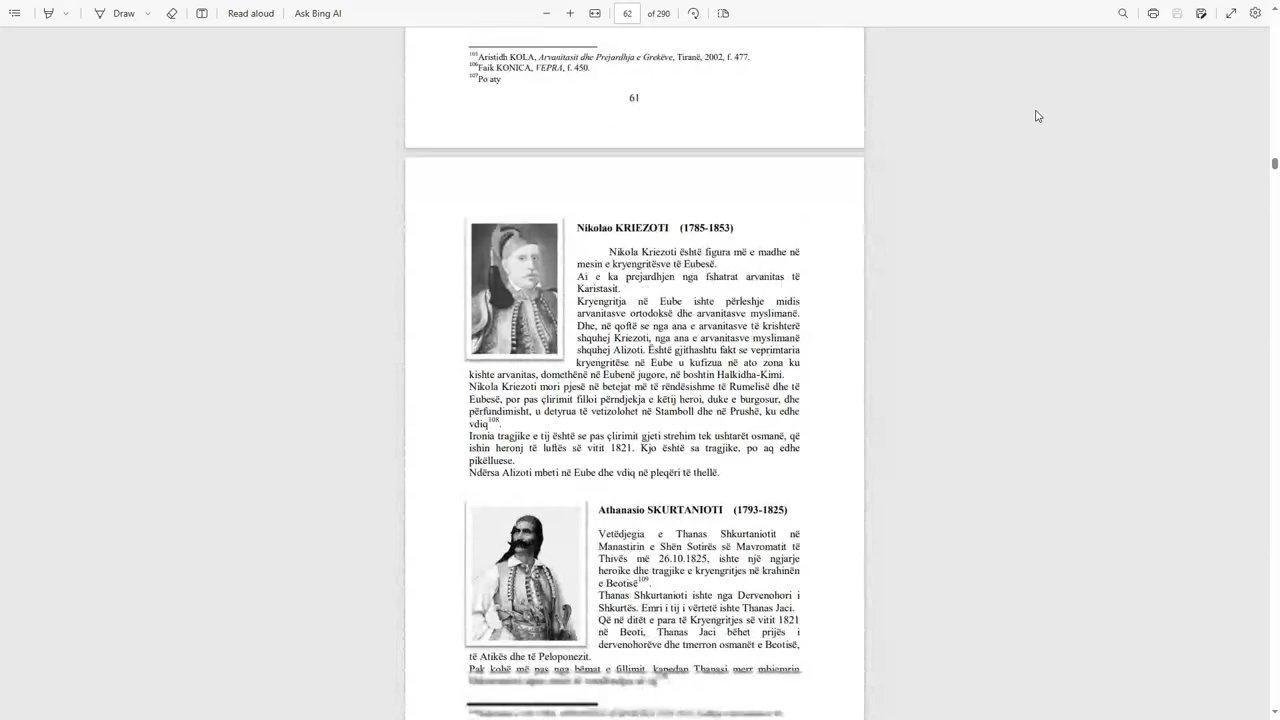 Draw
Read aloud
Ask Bing AI
62
of 290
105Aristidh KOLA, Arvanitasit dhe Prejardhja e Grekëve, Tiranë, 2002, f. 477.
106Faik KONICA, VEPRA, f. 450.
107Po aty
61
Nikolao KRIEZOTI (1785-1853)
Nikola Kriezoti është figura më e madhe në
mesin e kryengritësve të Eubesë.
Ai e ka prejardhjen nga fshatrat arvanitas të
Karistasit.
Kryengritja në Eube ishte përleshje midis
arvanitasve ortodoksë dhe arvanitasve myslimanë.
Dhe, në qoftë se nga ana e arvanitasve të krishterë
shquhej Kriezoti, nga ana e arvanitasve myslimanë
shquhej Alizoti. Është gjithashtu fakt se veprimtaria
kryengritëse në Eube u kufizua në ato zona ku
kishte arvanitas, domethënë në Eubenë jugore, në boshtin Halkidha-Kimi.
Nikola Kriezoti mori pjesë në betejat më të rëndësishme të Rumelisë dhe të
Eubesë, por pas çlirimit filloi përndjekja e këtij heroi, duke e burgosur, dhe
përfundimisht, u detyrua të vetizolohet në Stamboll dhe në Prushë, ku edhe
vdiq108.
Ironia tragjike e tij është se pas çlirimit gjeti strehim tek ushtarët osmanë, që
ishin heronj të luftës së vitit 1821. Kjo është sa tragjike, po aq edhe
pikëlluese.
Ndërsa Alizoti mbeti në Eube dhe vdiq në pleqëri të thellë.
Athanasio SKURTANIOTI (1793-1825)
Vetëdjegia e Thanas Shkurtaniotit në
Manastirin e Shën Sotirës së Mavromatit të
Thivës më 26.10.1825, ishte një ngjarje
heroike dhe tragjike e kryengritjes në krahinën
e Beotisë109.
Thanas Shkurtanioti ishte nga Dervenohori i
Shkurtës. Emri i tij i vërtetë ishte Thanas Jaci.
Që në ditët e para të Kryengritjes së vitit 1821
në Beoti, Thanas Jaci bëhet prijës i
dervenohorëve dhe tmerron osmanët e Beotisë,
të Atikës dhe të Peloponezit.
Pak kohë më pas nga bëmat e fillimit, kapedan Thanasi merr mbiemrin